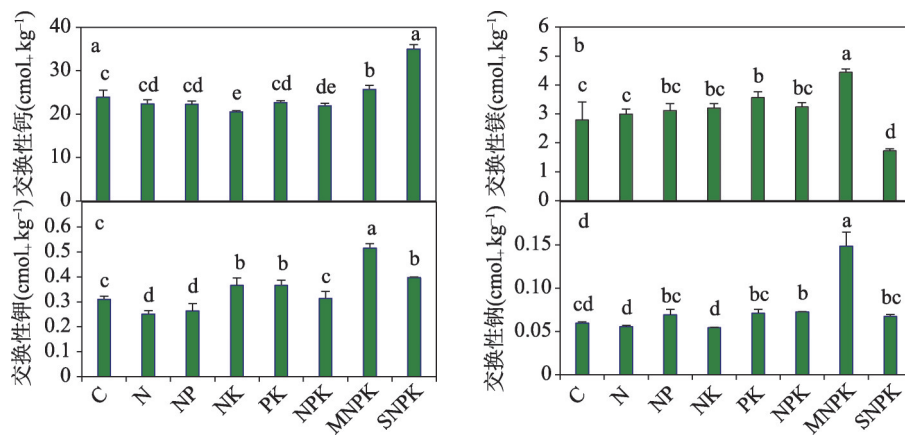 交换性钙(cmol₊ kg⁻¹)
40
30
20
10
0
a
c
cd
cd
e
cd
de
b
a
交换性镁(cmol₊ kg⁻¹)
6
5
4
3
2
1
0
b
c
c
bc
bc
b
bc
a
d
交换性钾(cmol₊ kg⁻¹)
0.6
0.5
0.4
0.3
0.2
0.1
0
c
c
d
d
b
b
c
a
b
C
N
NP
NK
PK
NPK
MNPK
SNPK
交换性钠(cmol₊ kg⁻¹)
0.15
0.10
0.05
0.00
d
cd
d
bc
d
bc
b
a
bc
C
N
NP
NK
PK
NPK
MNPK
SNPK